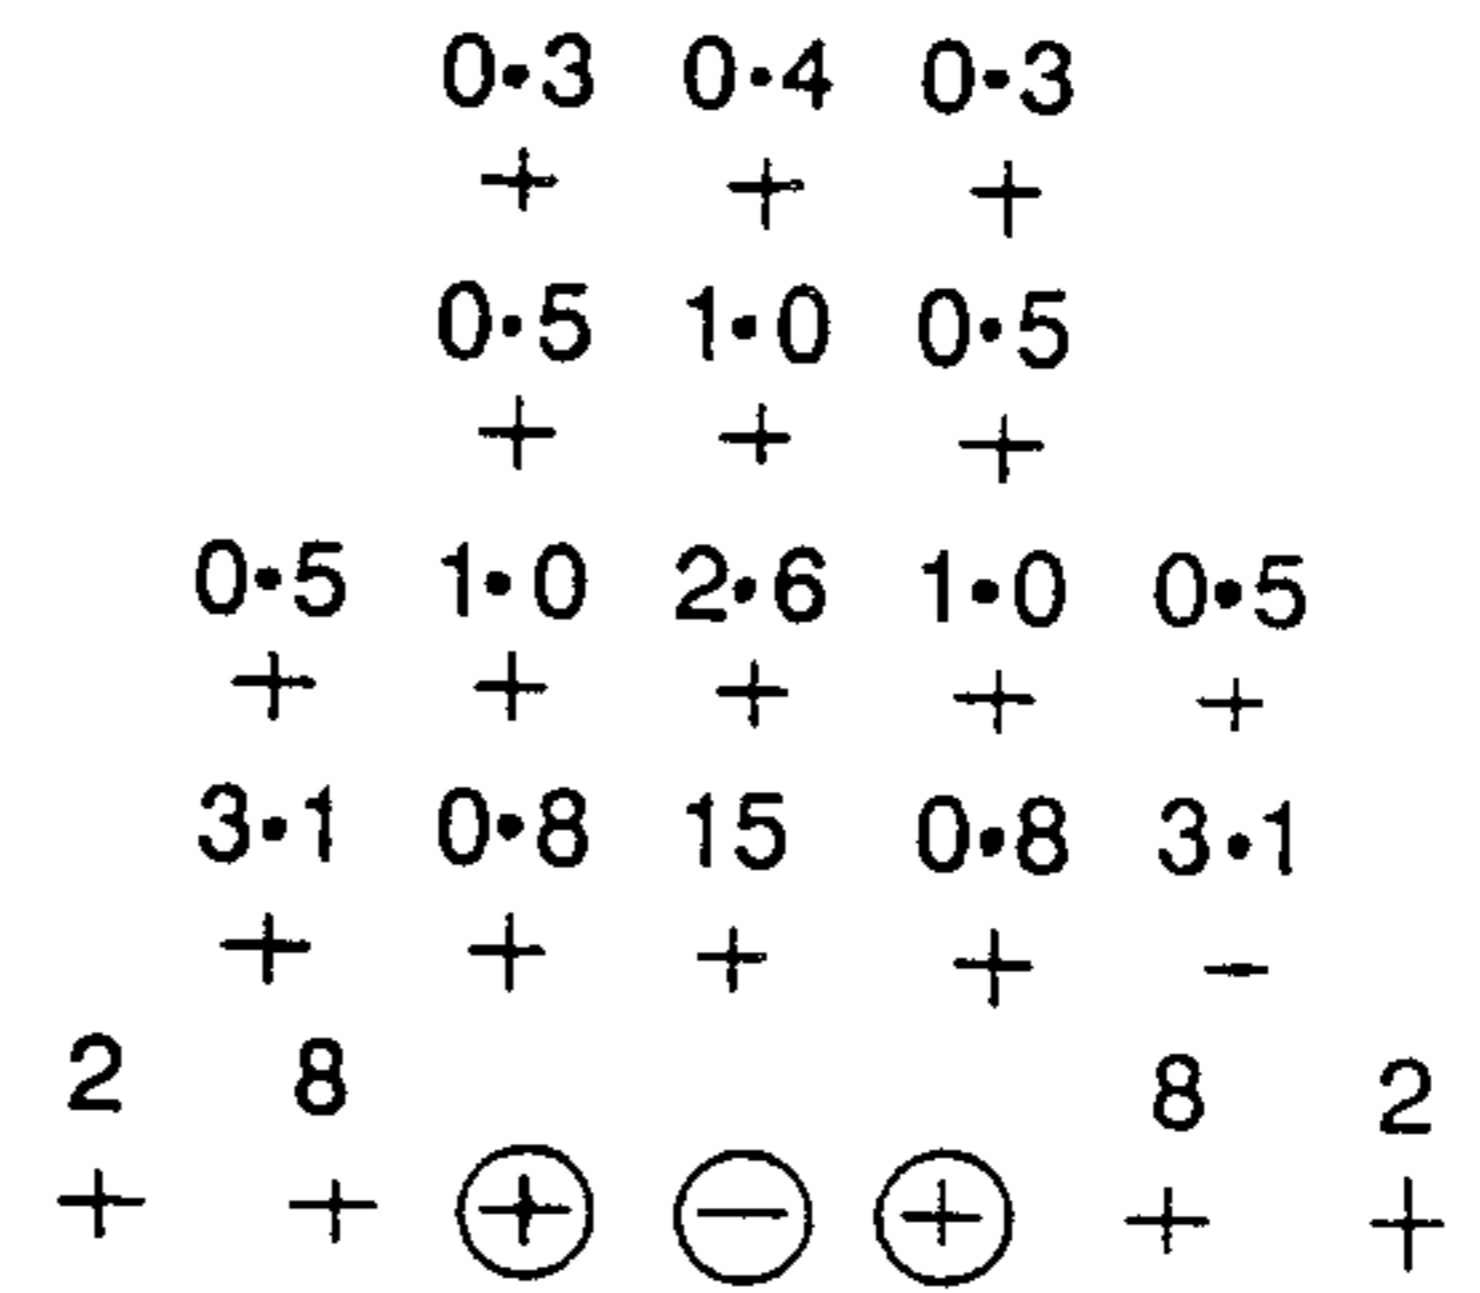 0·3 0·4 0·3
+ + +
0·5 1·0 0·5
+ + +
0·5 1·0 2·6 1·0 0·5
+ + + + +
3·1 0·8 15 0·8 3·1
+ + + + -
2 8 8 2
+ + + - + + +